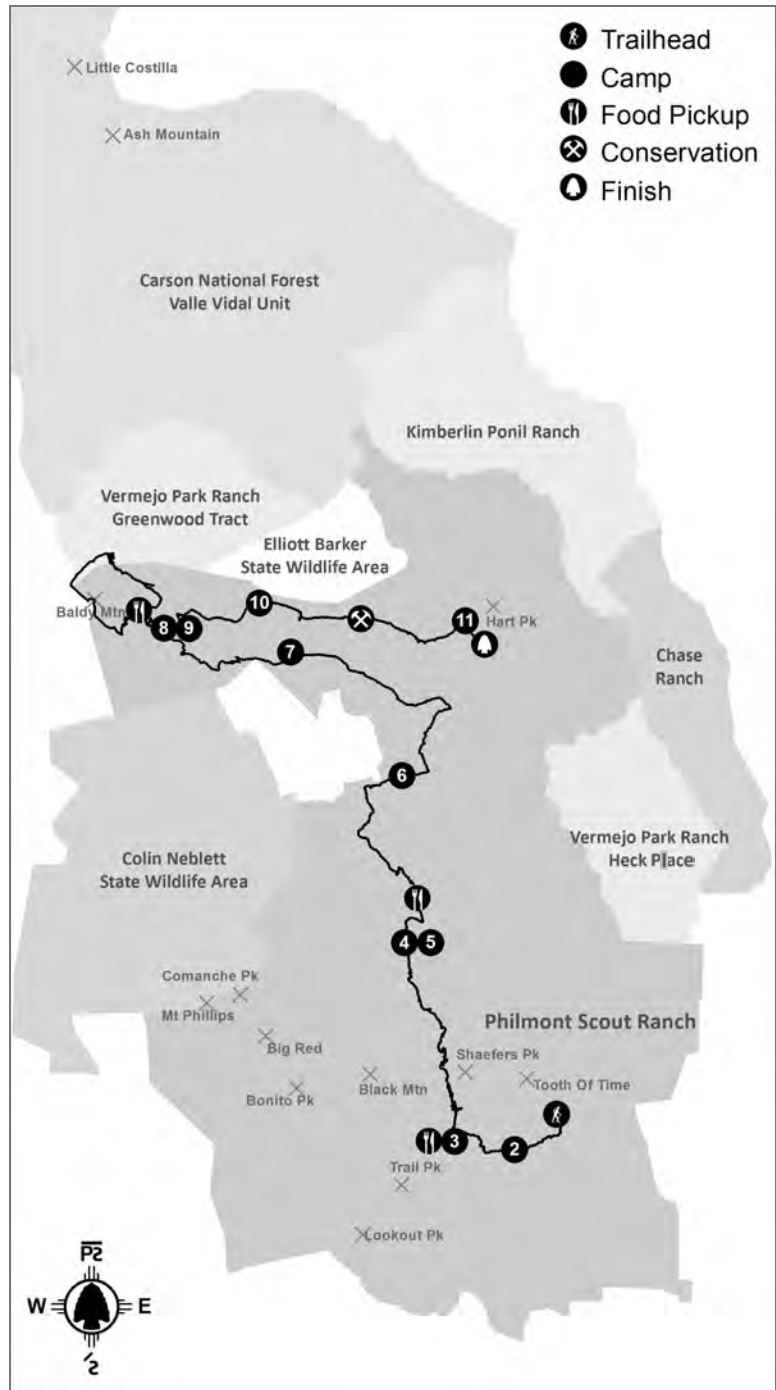 Little Costilla
Ash Mountain
Trailhead
Camp
Food Pickup
Conservation
Finish
Carson National Forest
Valle Vidal Unit
Kimberlin Ponil Ranch
Vermejo Park Ranch
Greenwood Tract
Elliott Barker
State Wildlife Area
Baldy Mtn
8
9
10
11
Hart Pk
7
Chase
Ranch
6
Vermejo Park Ranch
Heck Place
Colin Neblett
State Wildlife Area
4
5
Comanche Pk
Mt Phillips
Big Red
Bonito Pk
Black Mtn
Philmont Scout Ranch
Shaefers Pk
Tooth Of Time
3
2
Trail Pk
Lookout Pk
W
E